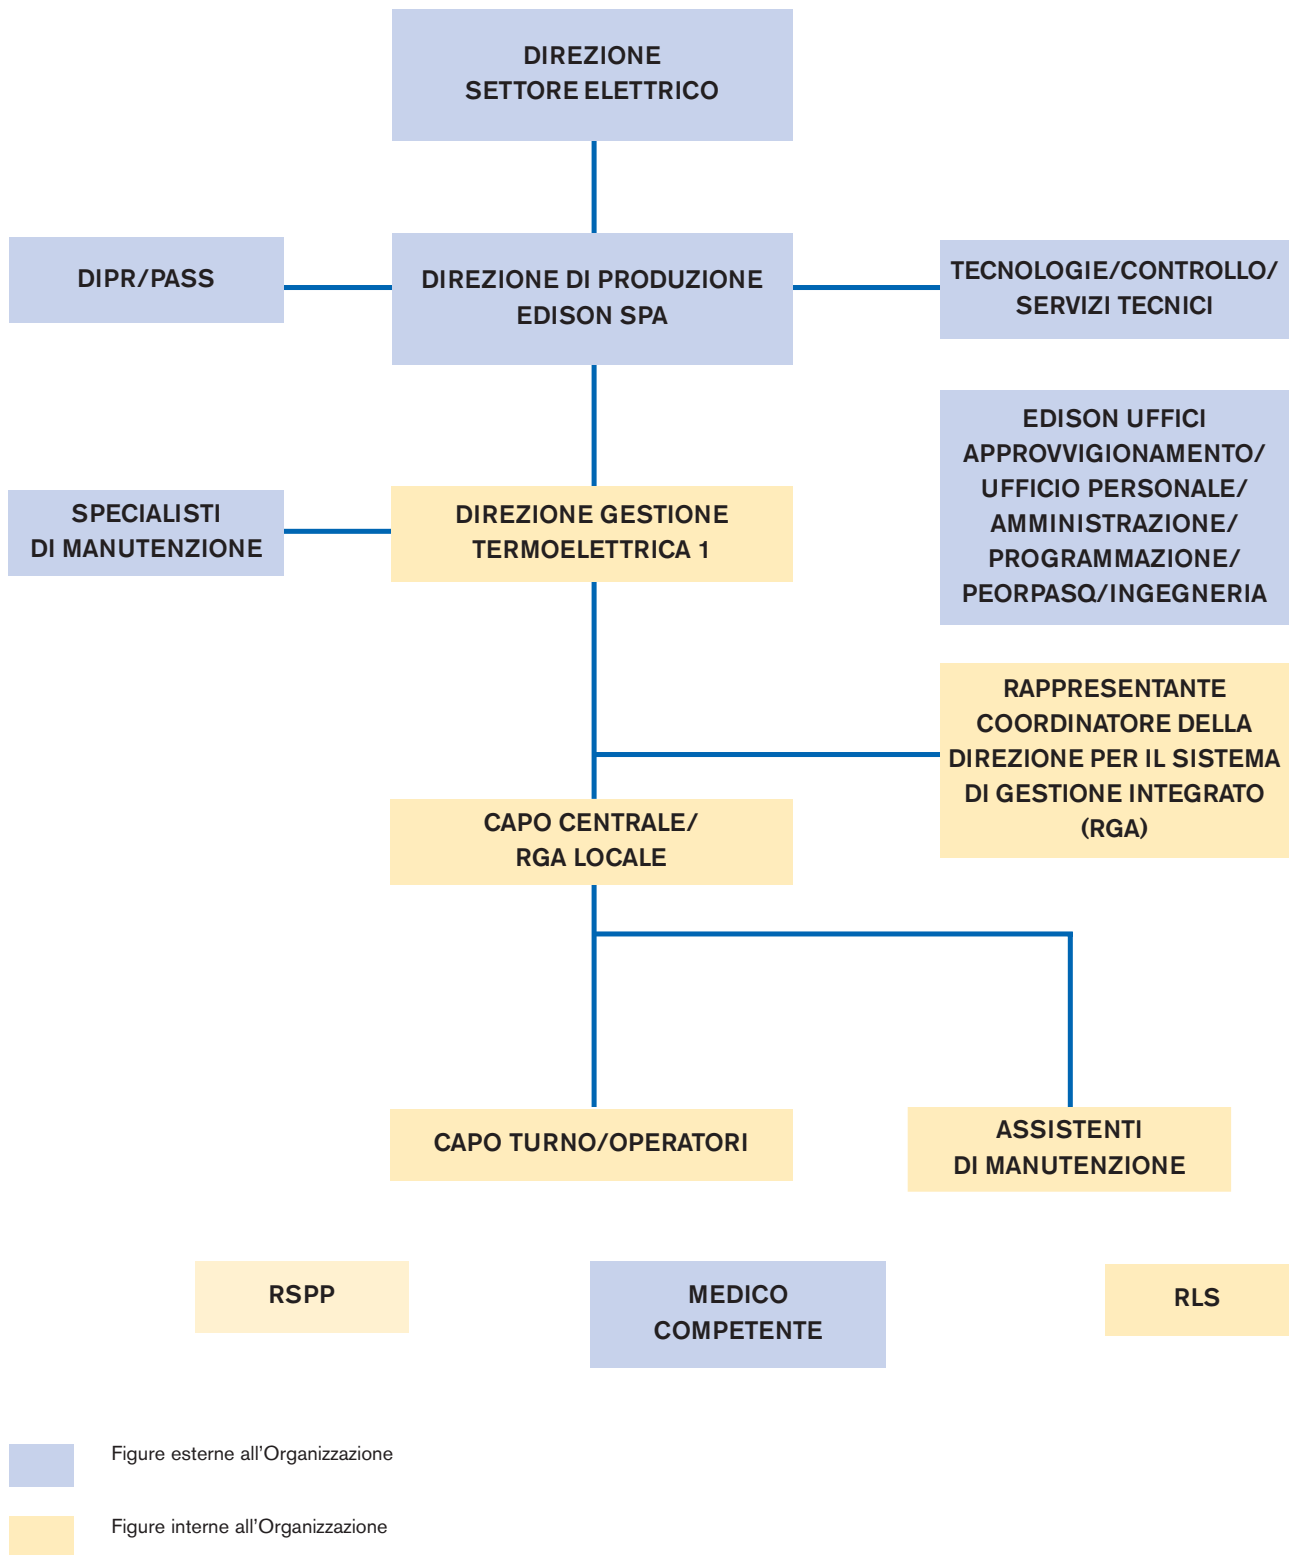 DIREZIONE
SETTORE ELETTRICO
DIPR/PASS
DIREZIONE DI PRODUZIONE
EDISON SPA
TECNOLOGIE/CONTROLLO/
SERVIZI TECNICI
EDISON UFFICI
APPROVVIGIONAMENTO/
UFFICIO PERSONALE/
AMMINISTRAZIONE/
PROGRAMMAZIONE/
PEORPASQ/INGEGNERIA
SPECIALISTI
DI MANUTENZIONE
DIREZIONE GESTIONE
TERMOELETTRICA 1
RAPPRESENTANTE
COORDINATORE DELLA
DIREZIONE PER IL SISTEMA
DI GESTIONE INTEGRATO
(RGA)
CAPO CENTRALE/
RGA LOCALE
CAPO TURNO/OPERATORI
ASSISTENTI
DI MANUTENZIONE
RSPP
MEDICO
COMPETENTE
RLS
Figure esterne all'Organizzazione
Figure interne all'Organizzazione